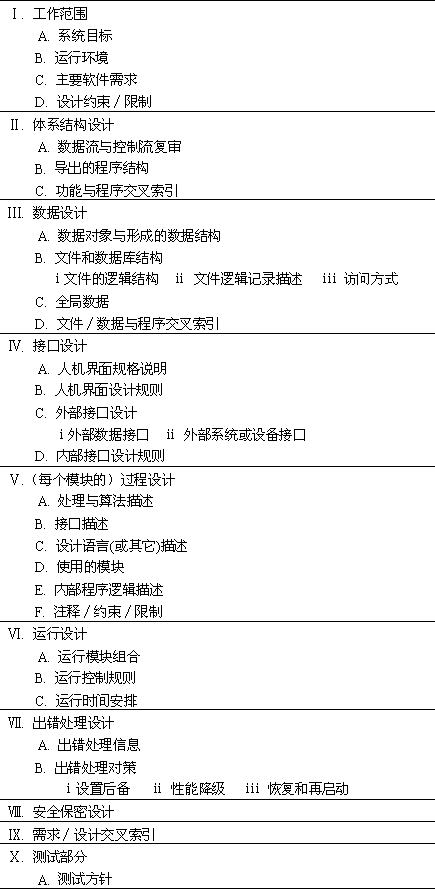 Ⅰ. 工作范围
A. 系统目标
B. 运行环境
C. 主要软件需求
D. 设计约束／限制
Ⅱ. 体系结构设计
A. 数据流与控制流复审
B. 导出的程序结构
C. 功能与程序交叉索引
Ⅲ. 数据设计
A. 数据对象与形成的数据结构
B. 文件和数据库结构
ⅰ文件的逻辑结构 ⅱ 文件逻辑记录描述 ⅲ 访问方式
C. 全局数据
D. 文件／数据与程序交叉索引
Ⅳ. 接口设计
A. 人机界面规格说明
B. 人机界面设计规则
C. 外部接口设计
ⅰ外部数据接口 ⅱ 外部系统或设备接口
D. 内部接口设计规则
Ⅴ.（每个模块的）过程设计
A. 处理与算法描述
B. 接口描述
C. 设计语言(或其它)描述
D. 使用的模块
E. 内部程序逻辑描述
F. 注释／约束／限制
Ⅵ. 运行设计
A. 运行模块组合
B. 运行控制规则
C. 运行时间安排
Ⅶ. 出错处理设计
A. 出错处理信息
B. 出错处理对策
ⅰ设置后备 ⅱ 性能降级 ⅲ 恢复和再启动
Ⅷ. 安全保密设计
Ⅸ. 需求／设计交叉索引
Ⅹ. 测试部分
A. 测试方针